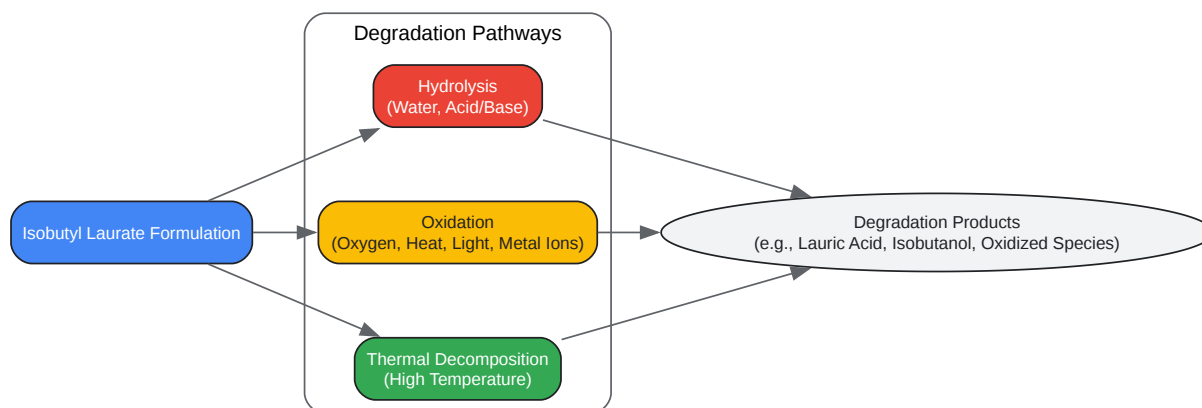 Degradation Pathways
Hydrolysis
(Water, Acid/Base)
Isobutyl Laurate Formulation
Oxidation
(Oxygen, Heat, Light, Metal Ions)
Degradation Products
(e.g., Lauric Acid, Isobutanol, Oxidized Species)
Thermal Decomposition
(High Temperature)